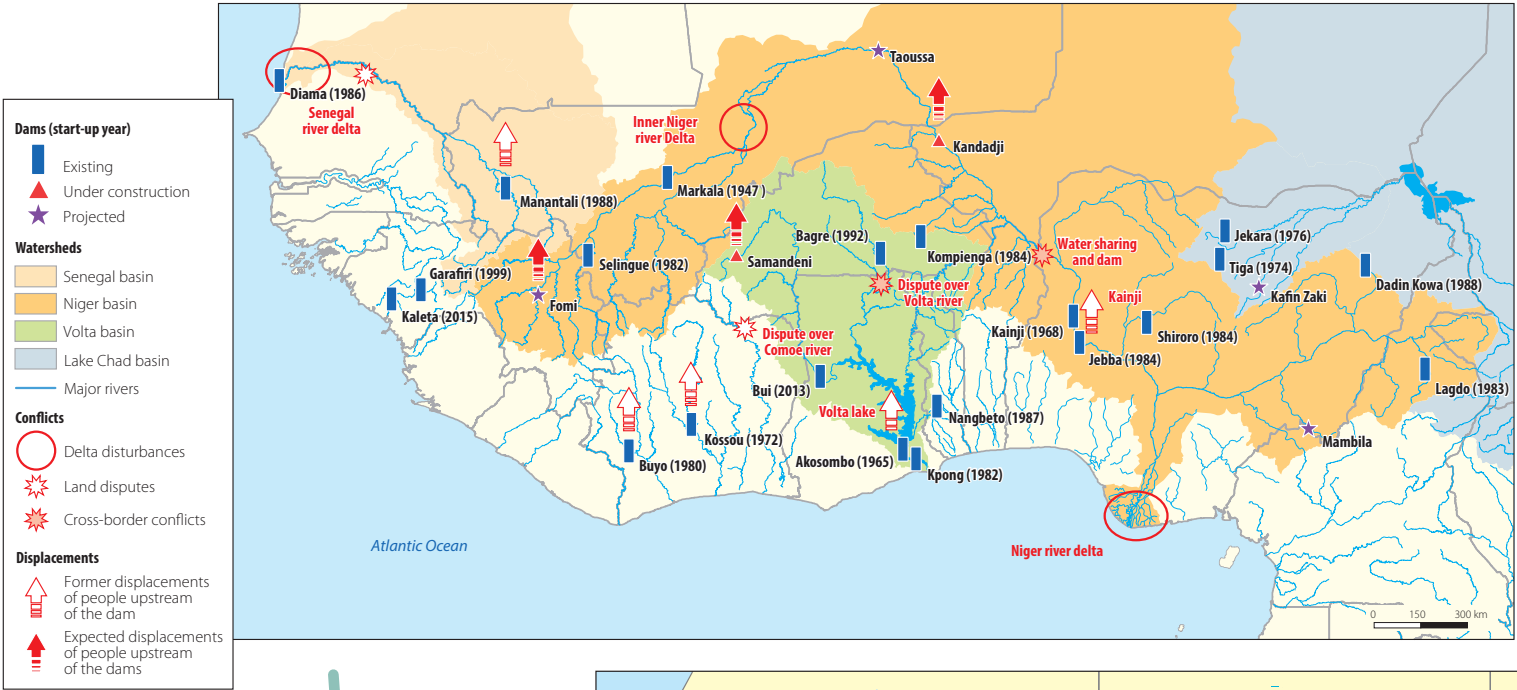 Dams (start-up year)
Existing
Under construction
Projected
Watersheds
Senegal basin
Niger basin
Volta basin
Lake Chad basin
Major rivers
Conflicts
Delta disturbances
Land disputes
Cross-border conflicts
Displacements
Former displacements
of people upstream
of the dam
Expected displacements
of people upstream
of the dams
Taoussa
Diama (1986)
Senegal
river delta
Inner Niger
river Delta
Kandadji
Manantali (1988)
Markala (1947 )
Bagre (1992)
Kompienga (1984)
Water sharing
and dam
Jekara (1976)
Tiga (1974)
Kafin Zaki
Dadin Kowa (1988)
Garafiri (1999)
Selingue (1982)
Samandeni
Kaleta (2015)
Fomi
Dispute over
Volta river
Kainji
Kainji (1968)
Shiroro (1984)
Jebba (1984)
Dispute over
Comoe river
Bui (2013)
Volta lake
Nangbeto (1987)
Lagdo (1983)
Mambila
Kossou (1972)
Buyo (1980)
Akosombo (1965)
Kpong (1982)
Atlantic Ocean
Niger river delta
0 150 300 km